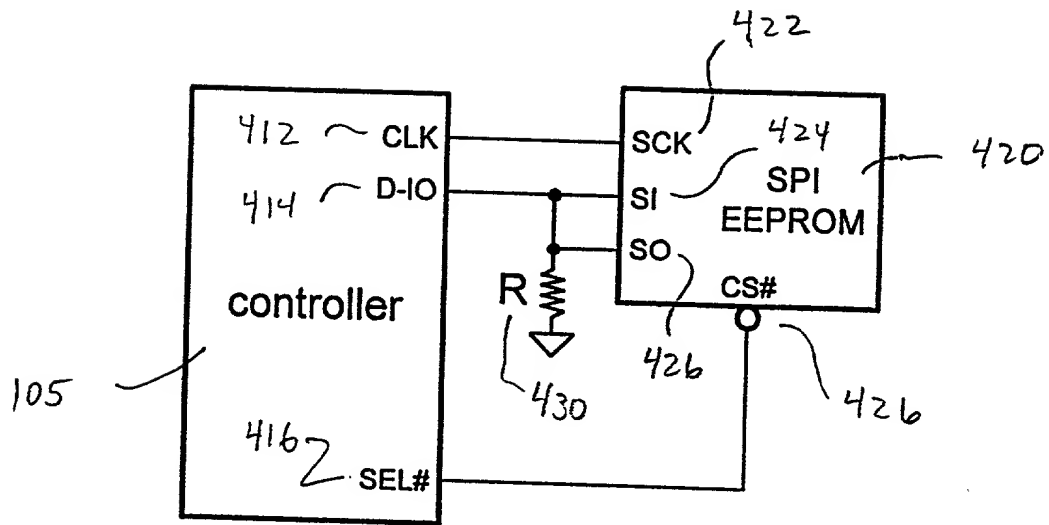 422
412 CLK
SCK
424
420
414 D-IO
SI
SPI
EEPROM
SO
R
CS#
controller
426
430
426
105
416
SEL#